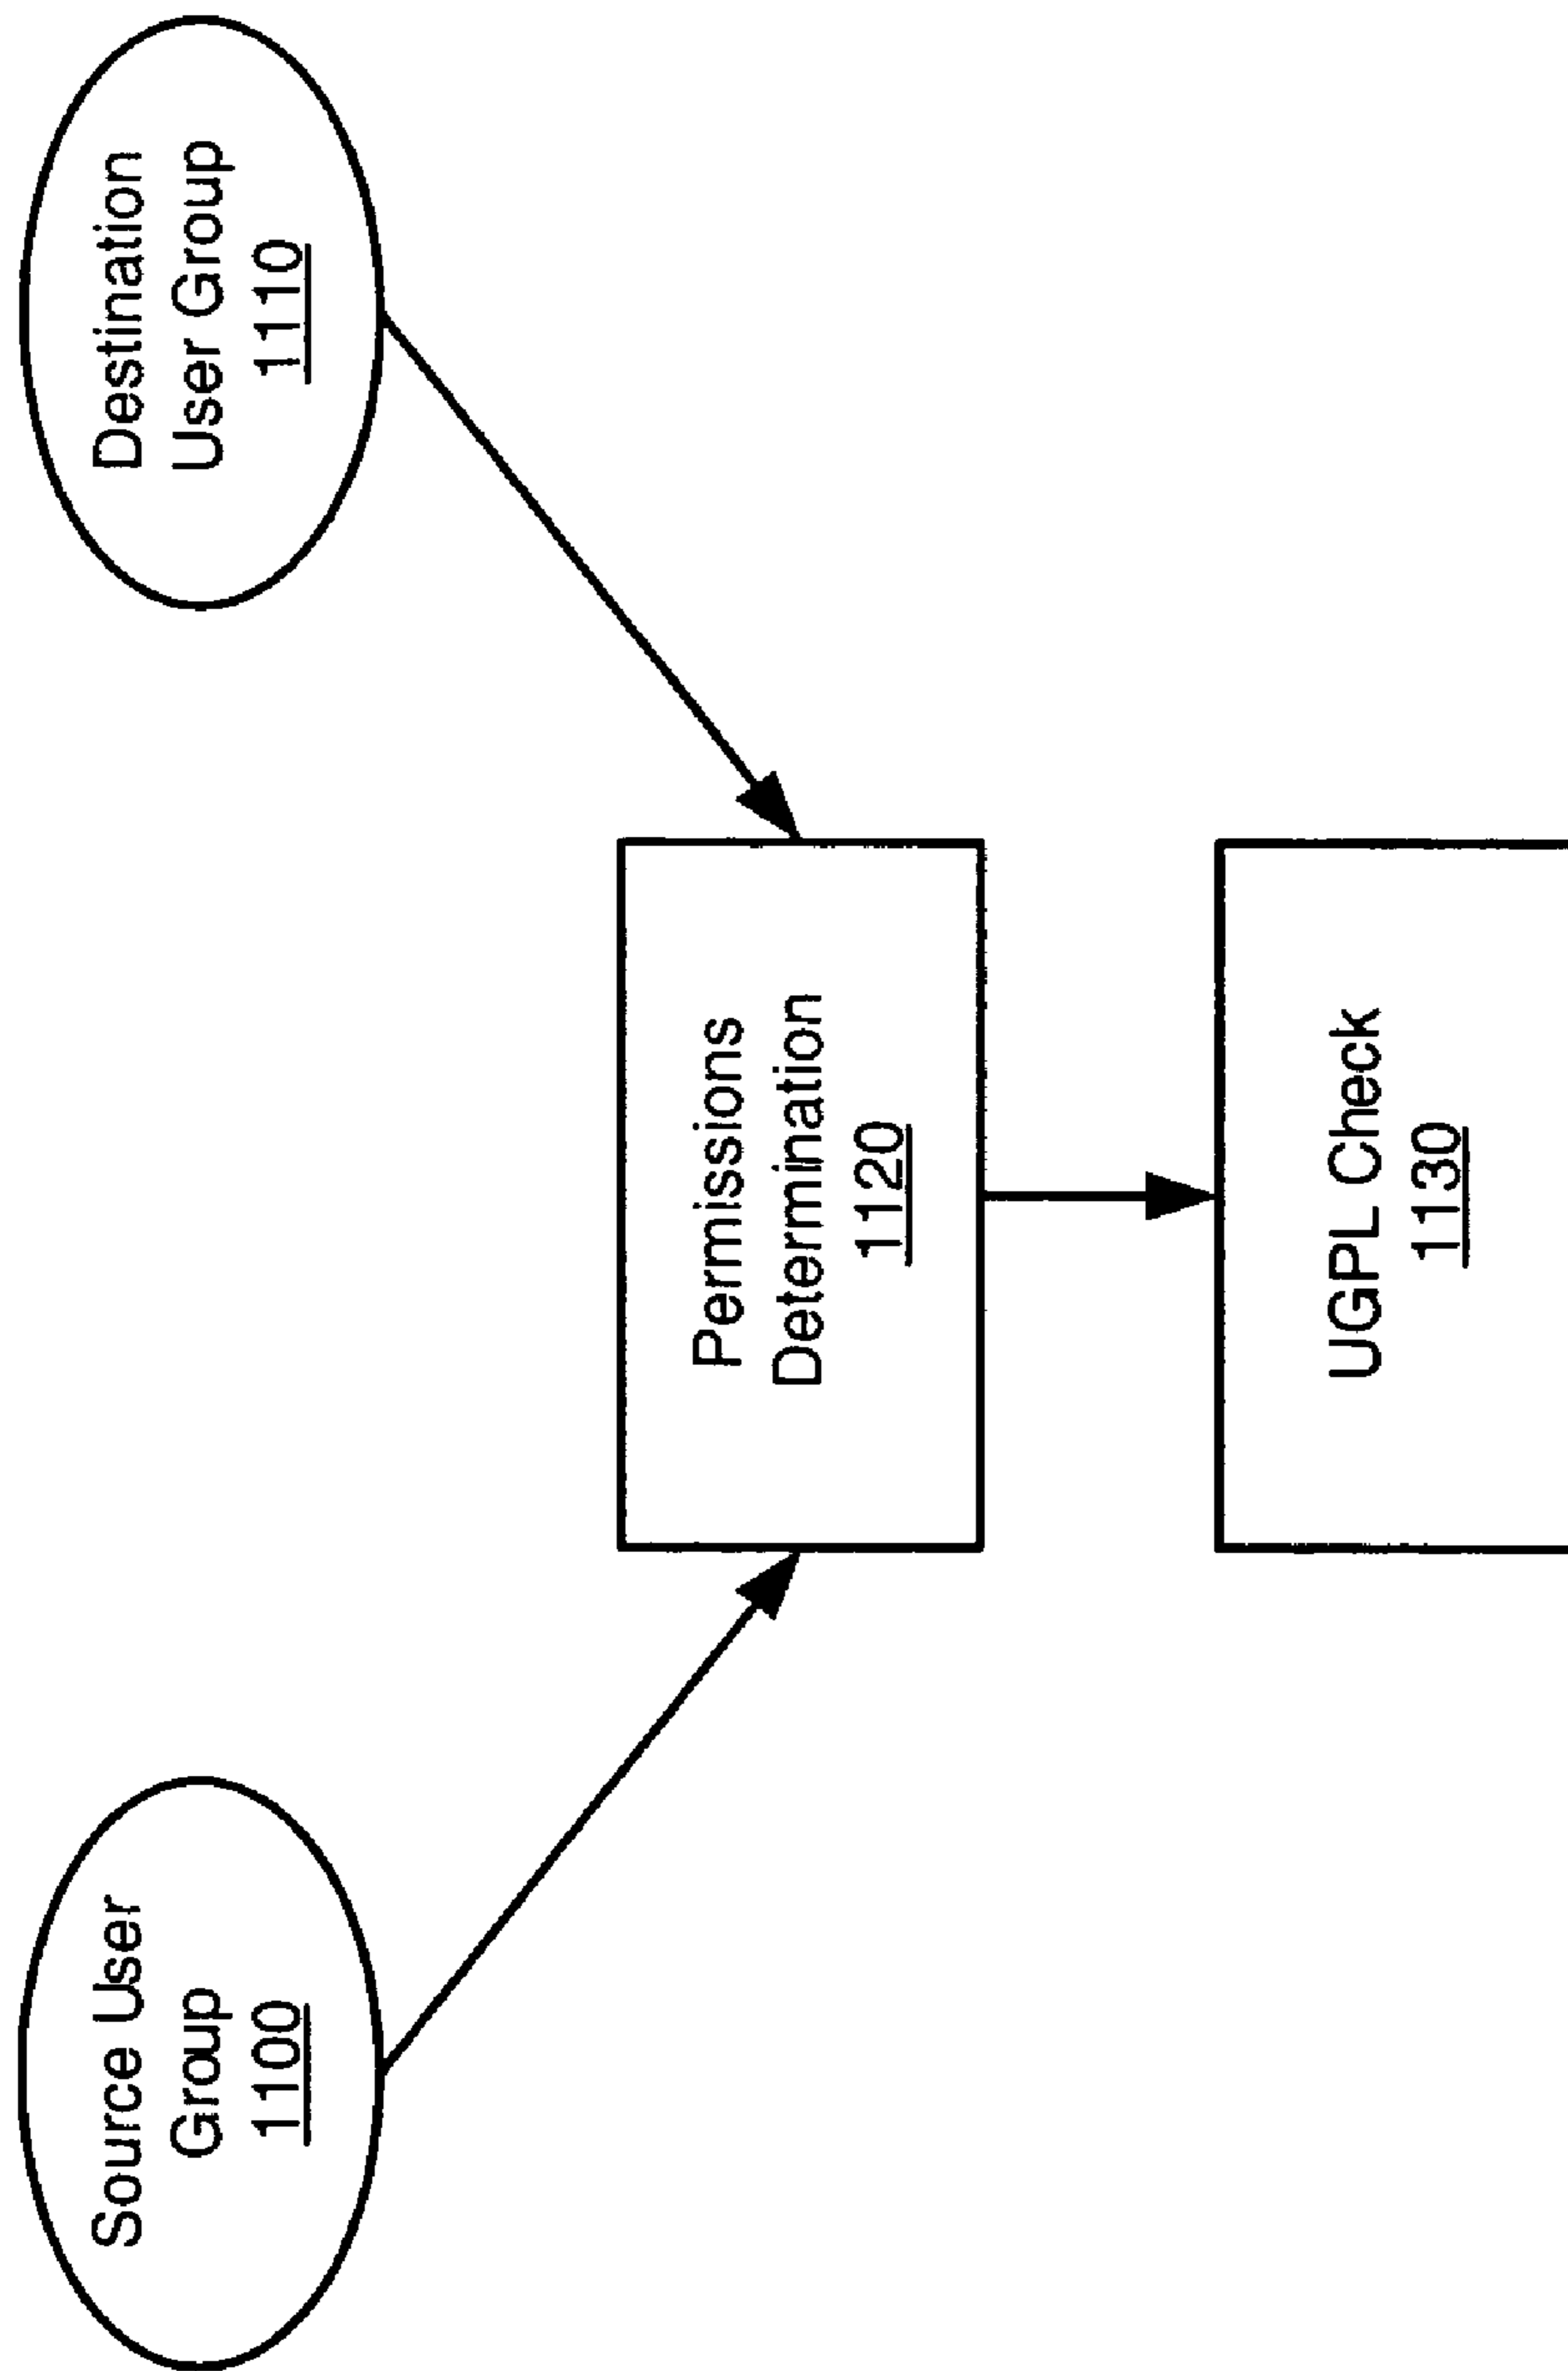 Source User
Group
1100
Destination
User Group
1110
Permissions
Determination
1120
UGPL Check
1130